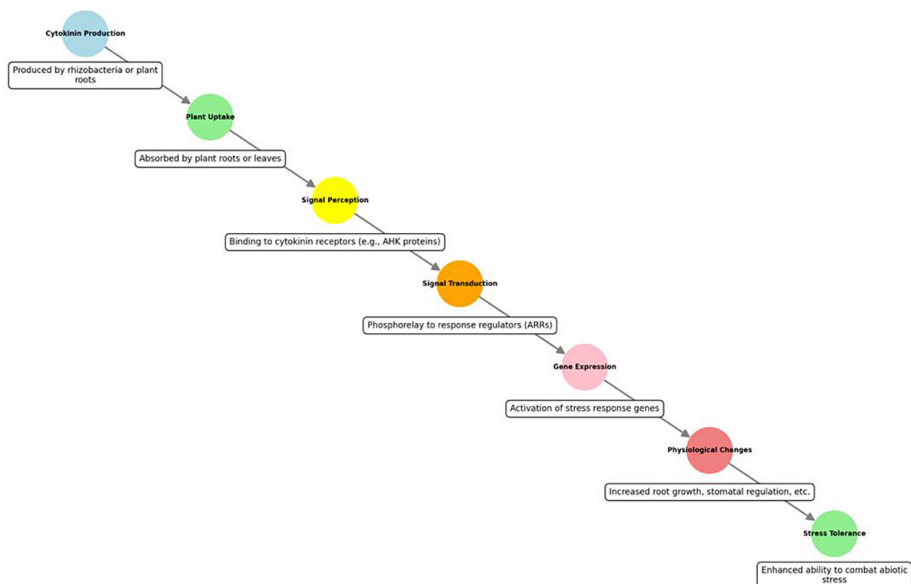 Cytokinin Production
Produced by rhizobacteria or plant
roots
Plant Uptake
Absorbed by plant roots or leaves
Signal Perception
Binding to cytokinin receptors (e.g., AHK proteins)
Signal Transduction
Phosphorelay to response regulators (ARRs)
Gene Expression
Activation of stress response genes
Physiological Changes
Increased root growth, stomatal regulation, etc.
Stress Tolerance
Enhanced ability to combat abiotic
stress